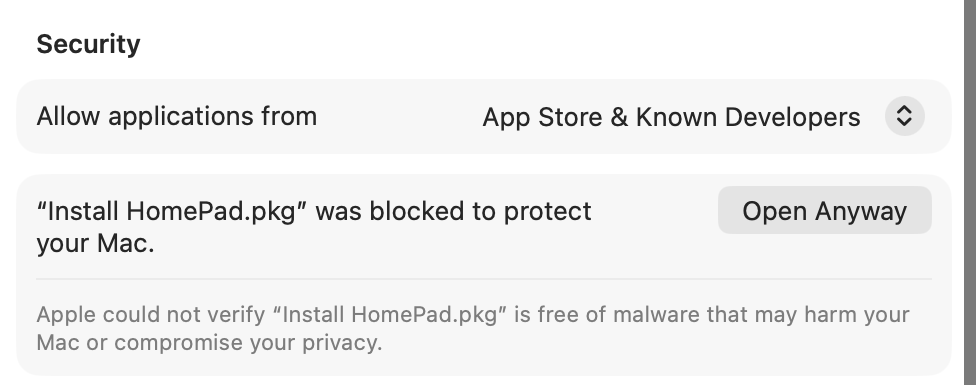 Security
Allow applications from App Store & Known Developers
“Install HomePad.pkg” was blocked to protect
your Mac.
Open Anyway
Apple could not verify “Install HomePad.pkg” is free of malware that may harm your
Mac or compromise your privacy.